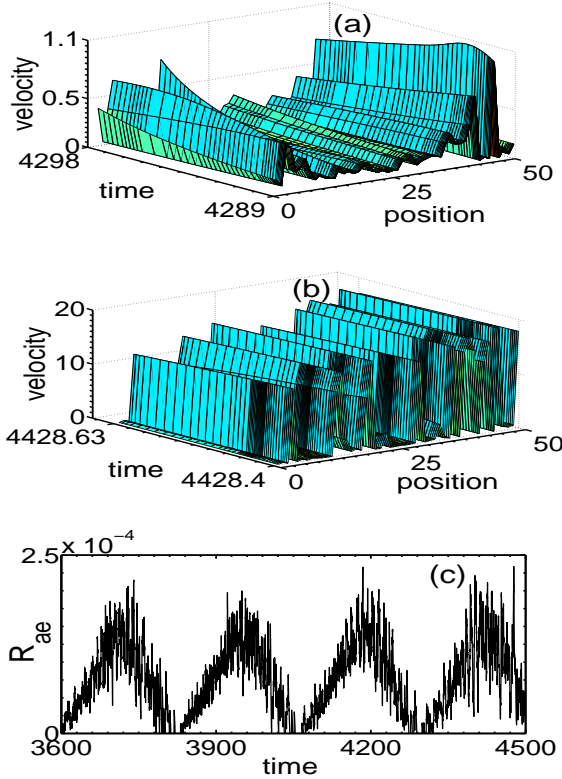 (a)
1.1
0.5
0
velocity
4298
time
4289
0
25
50
position
(b)
20
10
0
velocity
4428.63
time
4428.4
0
25
50
position
2.5 x 10^-4
(c)
R_ae
0
3600
3900
4200
4500
time